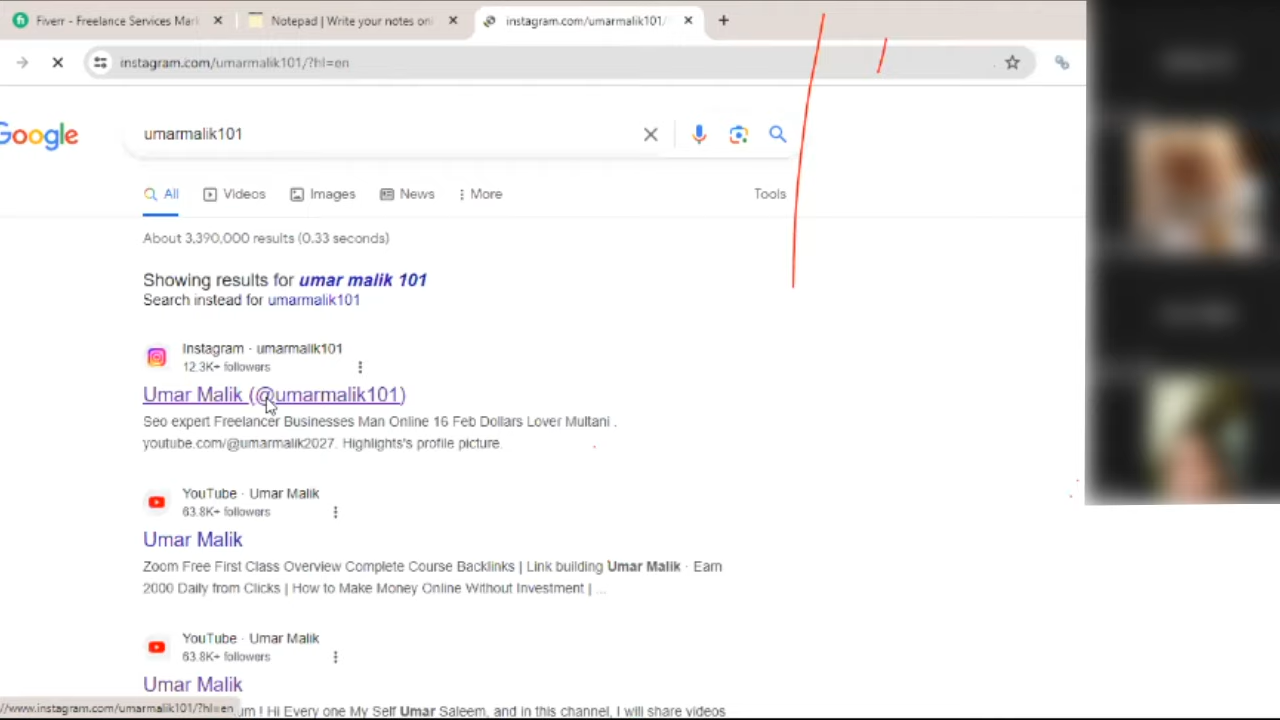 Fiverr - Freelance Services Mark
Notepad | Write your notes on
instagram.com/umarmalik101/
instagram.com/umarmalik101/?hl=en
Google
umarmalik101
All
Videos
Images
News
More
Tools
About 3,390,000 results (0.33 seconds)
Showing results for umar malik 101
Search instead for umarmalik101
Instagram · umarmalik101
12.3K+ followers
Umar Malik (@umarmalik101)
Seo expert Freelancer Businesses Man Online 16 Feb Dollars Lover Multani .
youtube.com/@umarmalik2027. Highlights's profile picture.
YouTube · Umar Malik
63.8K+ followers
Umar Malik
Zoom Free First Class Overview Complete Course Backlinks | Link building Umar Malik · Earn
2000 Daily from Clicks | How to Make Money Online Without Investment | ...
YouTube · Umar Malik
63.8K+ followers
Umar Malik
//www.instagram.com/umarmalik101/?hl=en
um ! Hi Every one My Self Umar Saleem, and in this channel, I will share videos